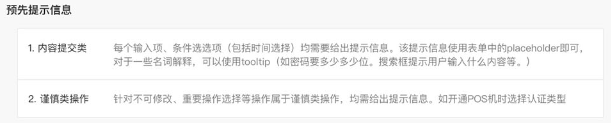 预先提示信息
1. 内容提交类 每个输入项、条件选选项（包括时间选择）均需要给出提示信息。该提示信息使用表单中的placeholder即可，
对于一些名词解释，可以使用tooltip（如密码要多少多少位。搜索框提示用户输入什么内容等。）
2. 谨慎类操作 针对不可修改、重要操作选择等操作属于谨慎类操作，均需给出提示信息。如开通POS机时选择认证类型